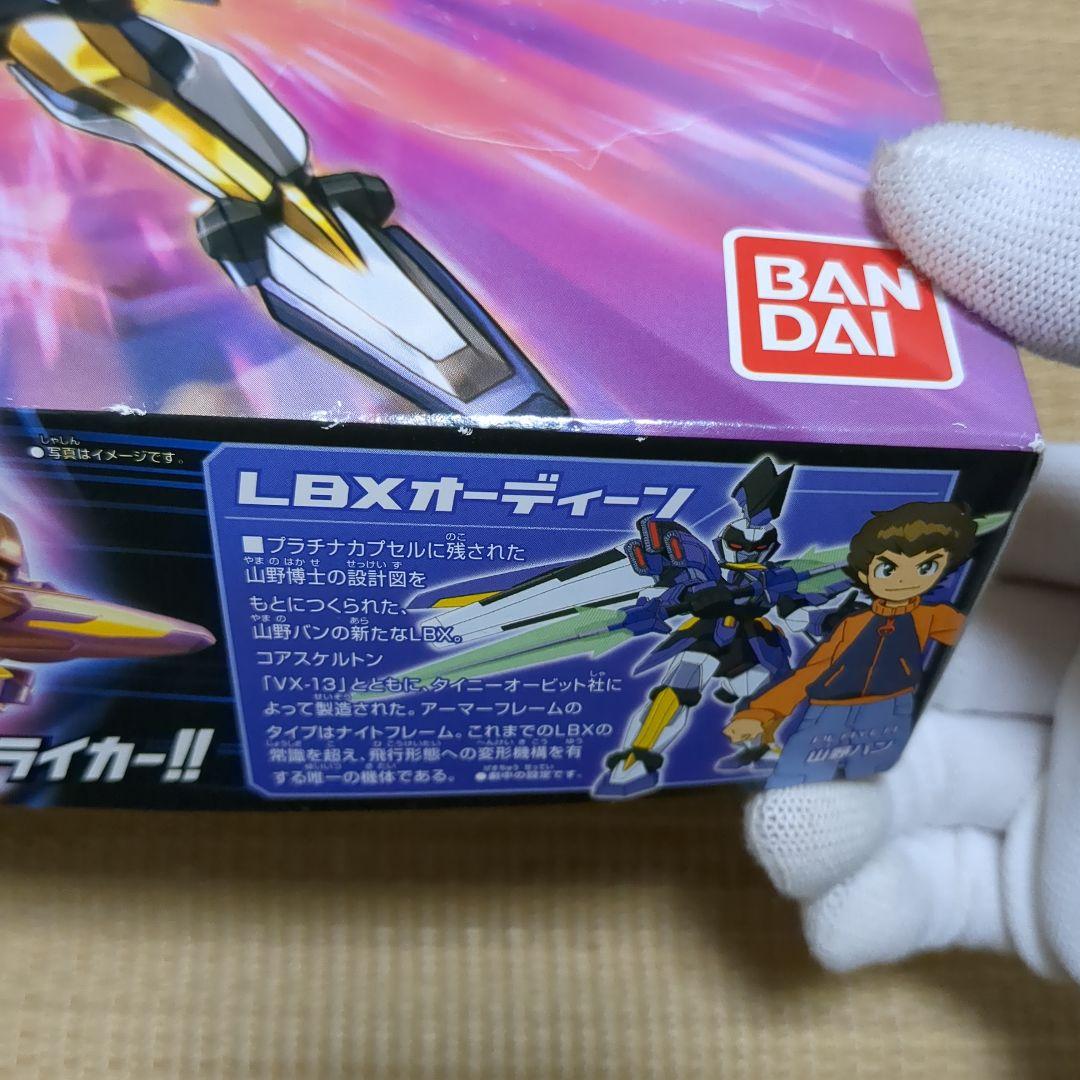 BAN
DAI
●写真はイメージです。
LBXオーディーン
■プラチナカプセルに残された
山野博士の設計図を
もとにつくられた、
山野バンの新たなLBX。
コアスケルトン
「VX-13」とともに、タイニーオービット社に
よって製造された。アーマーフレームの
タイプはナイトフレーム。これまでのLBXの
常識を超え、飛行形態への変形機構を有
する唯一の機体である。 ●劇中の設定です。
PLAYER
山野バン
ライカー!!